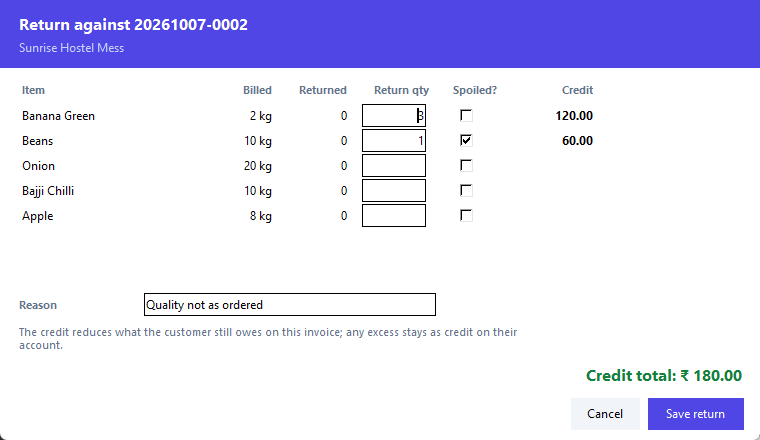 Return against 20261007-0002
Sunrise Hostel Mess
Item Billed Returned Return qty Spoiled? Credit
Banana Green 2 kg 0 3 120.00
Beans 10 kg 0 1 60.00
Onion 20 kg 0
Bajji Chilli 10 kg 0
Apple 8 kg 0
Reason Quality not as ordered
The credit reduces what the customer still owes on this invoice; any excess stays as credit on their
account.
Credit total: ₹ 180.00
Cancel Save return